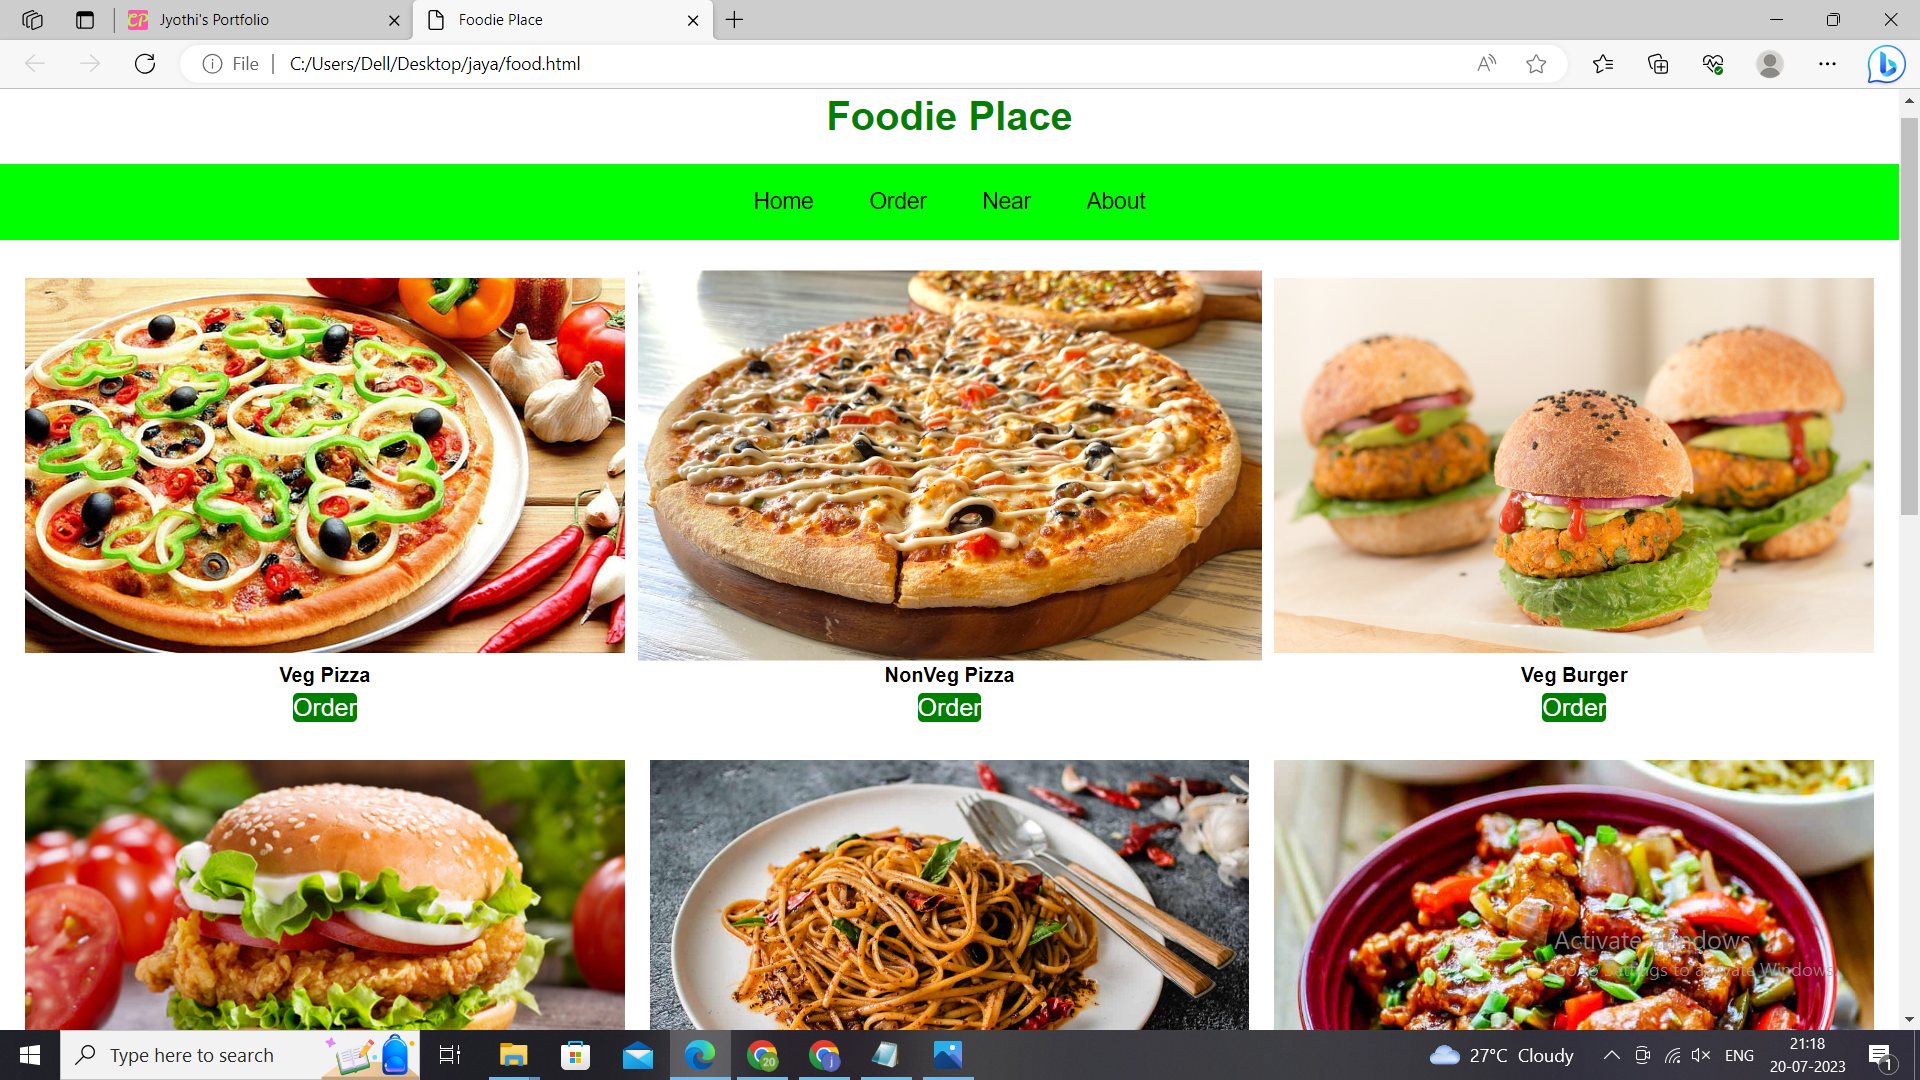 Jyothi's Portfolio
Foodie Place
File
C:/Users/Dell/Desktop/jaya/food.html
Foodie Place
Home Order Near About
Veg Pizza
NonVeg Pizza
Veg Burger
Order
Order
Order
Activate Windows
Go to Settings to activate Windows.
Type here to search
20
j
27°C Cloudy
ENG
21:18
20-07-2023
1